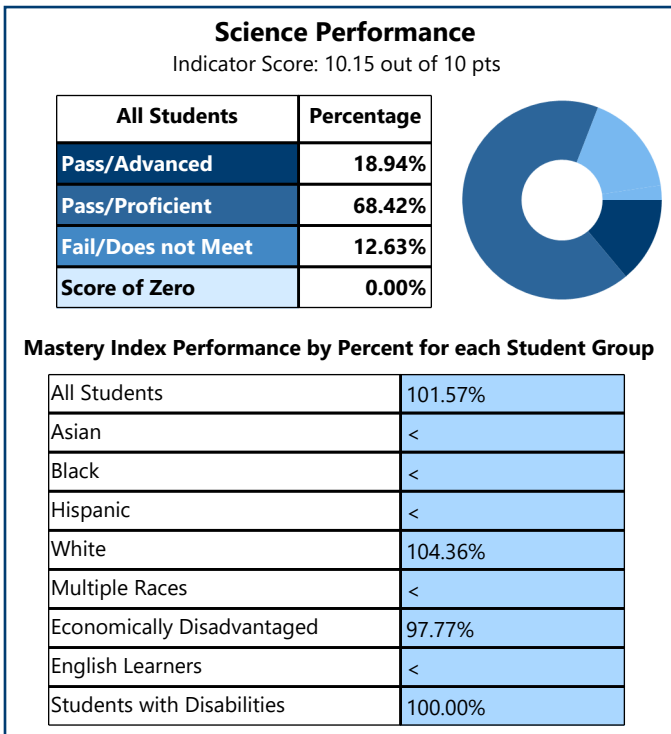 Science Performance
Indicator Score: 10.15 out of 10 pts
All Students Percentage
Pass/Advanced 18.94%
Pass/Proficient 68.42%
Fail/Does not Meet 12.63%
Score of Zero 0.00%
Mastery Index Performance by Percent for each Student Group
All Students 101.57%
Asian <
Black <
Hispanic <
White 104.36%
Multiple Races <
Economically Disadvantaged 97.77%
English Learners <
Students with Disabilities 100.00%